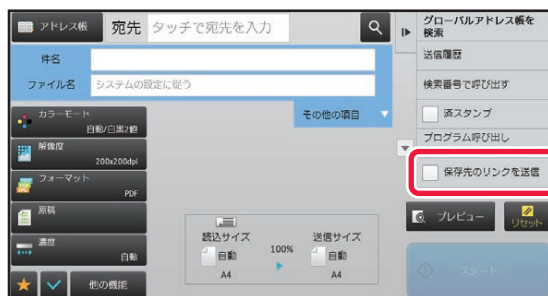 アドレス帳
宛先
タッチで宛先を入力
グローバルアドレス帳を
検索
件名
送信履歴
ファイル名
システムの設定に従う
検索番号で呼び出す
カラーモード
自動/白黒2値
その他の項目
済スタンプ
プログラム呼び出し
解像度
200x200dpi
保存先のリンクを送信
フォーマット
PDF
原稿
プレビュー
リセット
読込サイズ
100%
送信サイズ
濃度
自動
自動
A4
自動
A4
スタート
他の機能